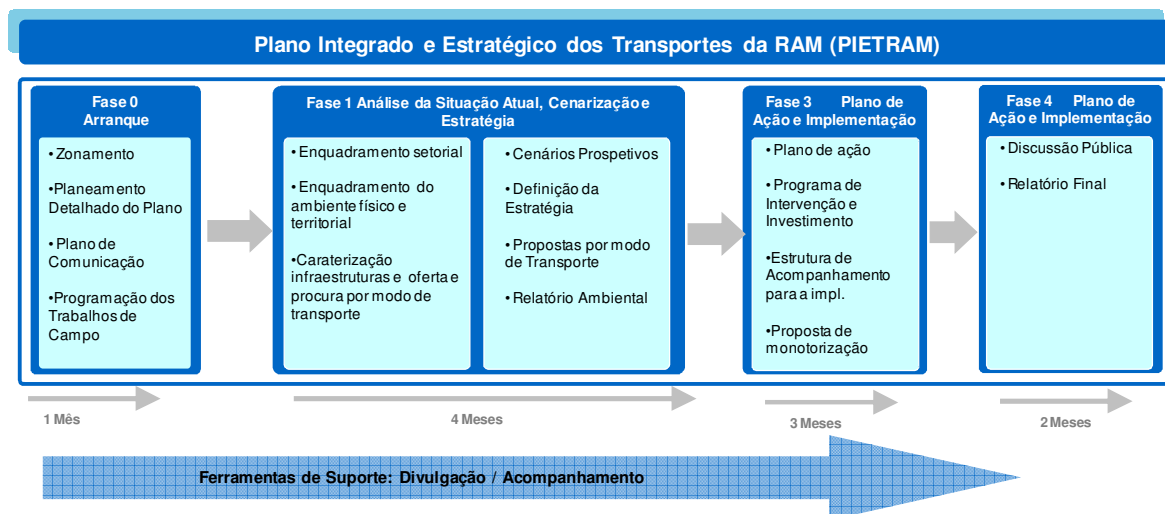 Plano Integrado e Estratégico dos Transportes da RAM (PIETRAM)
Fase 0
Arranque
• Zonamento
•Planeamento
Detalhado do Plano
• Plano de
Comunicação
•Programação dos
Trabalhos de
Campo
Fase 1 Análise da Situação Atual, Cenarização e
Estratégia
• Enquadramento setorial
• Enquadramento do
ambiente físico e
territorial
• Caraterização
infraestruturas e oferta e
procura por modo de
transporte
• Cenários Prospetivos
• Definição da
Estratégia
• Propostas por modo
de Transporte
• Relatório Ambiental
Fase 3 Plano de
Ação e Implementação
• Plano de ação
• Programa de
Intervenção e
Investimento
• Estrutura de
Acompanhamento
para a impl.
•Proposta de
monotorização
Fase 4 Plano de
Ação e Implementação
• Discussão Pública
• Relatório Final
1 Mês
4 Meses
3 Meses
2 Meses
Ferramentas de Suporte: Divulgação / Acompanhamento